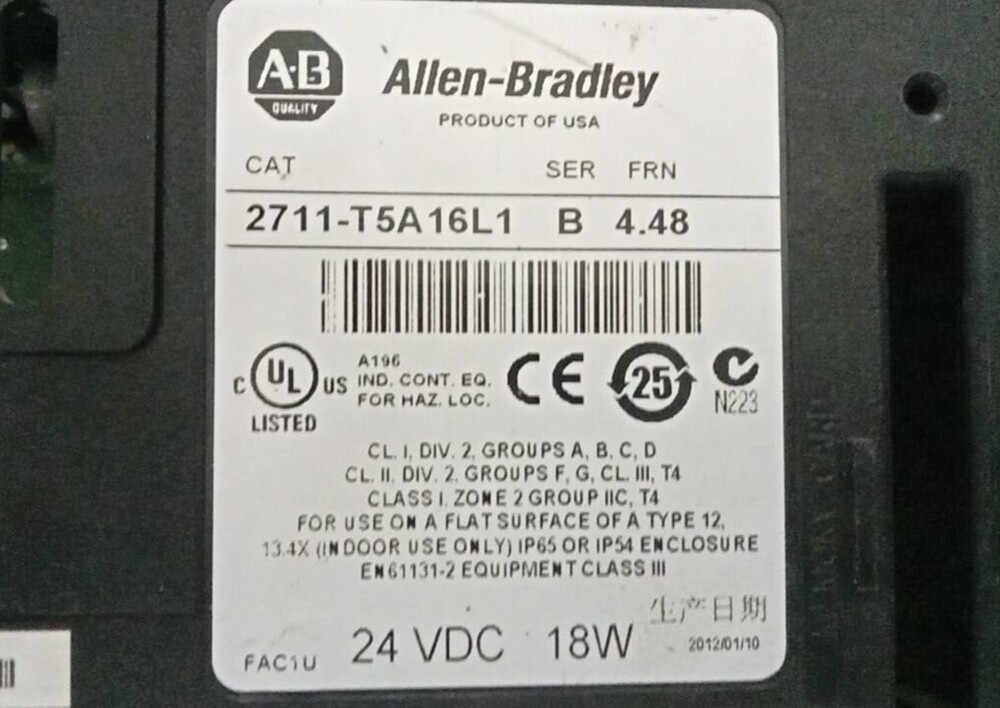 A·B
QUALITY
Allen-Bradley
PRODUCT OF USA
CAT SER FRN
2711-T5A16L1 B 4.48
C UL US
LISTED
A196
IND. CONT. EQ.
FOR HAZ. LOC.
CE
25
N223
CL. I, DIV. 2, GROUPS A, B, C, D
CL. II, DIV. 2, GROUPS F, G, CL. III, T4
CLASS I, ZONE 2 GROUP IIC, T4
FOR USE ON A FLAT SURFACE OF A TYPE 12,
13,4X (INDOOR USE ONLY) IP65 OR IP54 ENCLOSURE
EN61131-2 EQUIPMENT CLASS III
生产日期
FAC1U 24 VDC 18W 2012/01/10